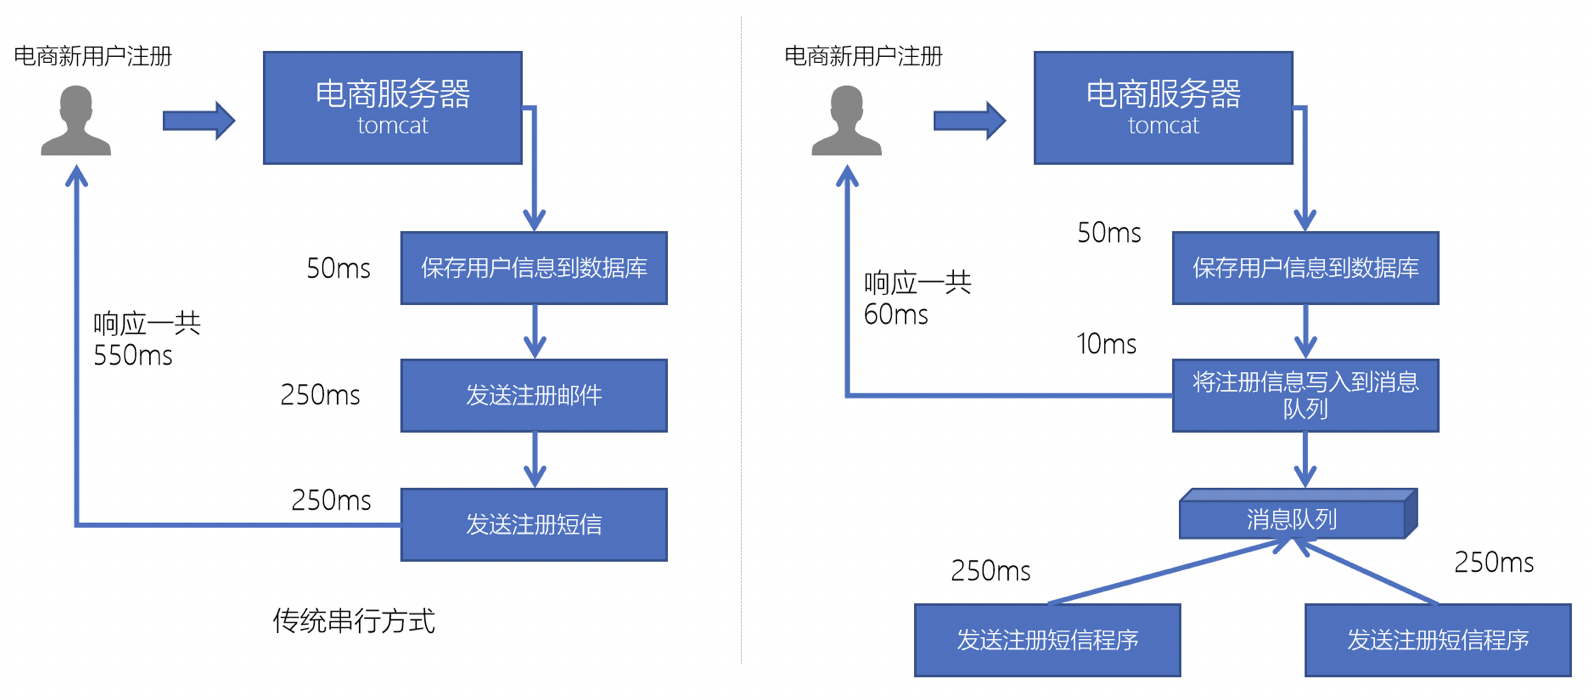 电商新用户注册
电商服务器
tomcat
50ms
保存用户信息到数据库
响应一共
550ms
250ms
发送注册邮件
250ms
发送注册短信
传统串行方式
电商新用户注册
电商服务器
tomcat
50ms
保存用户信息到数据库
响应一共
60ms
10ms
将注册信息写入到消息
队列
消息队列
250ms
250ms
发送注册短信程序
发送注册短信程序